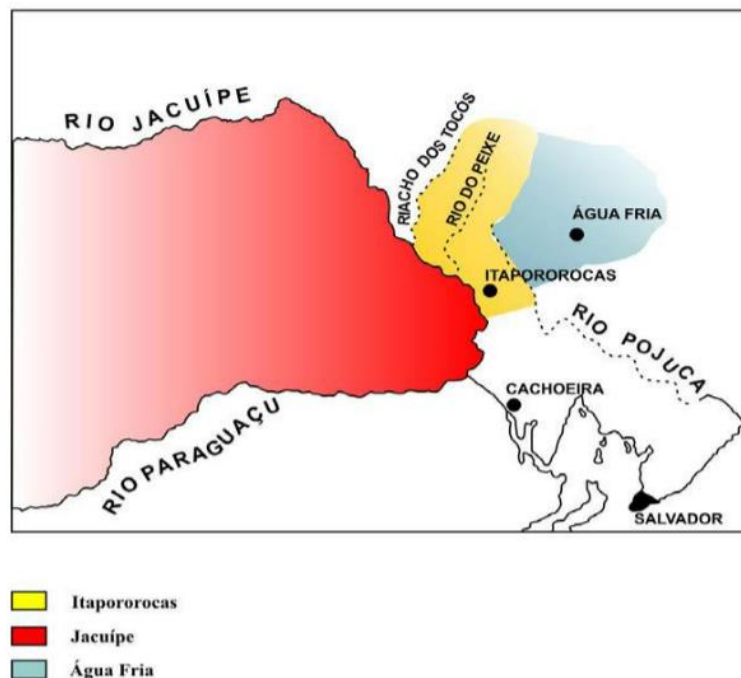 RIO JACUÍPE
RIACHO DOS TOCÓS
RIO DO PEIXE
ÁGUA FRIA
ITAPOROROCAS
RIO POJUCA
CACHOEIRA
RIO PARAGUAÇU
SALVADOR
Itapororocas
Jacuípe
Água Fria